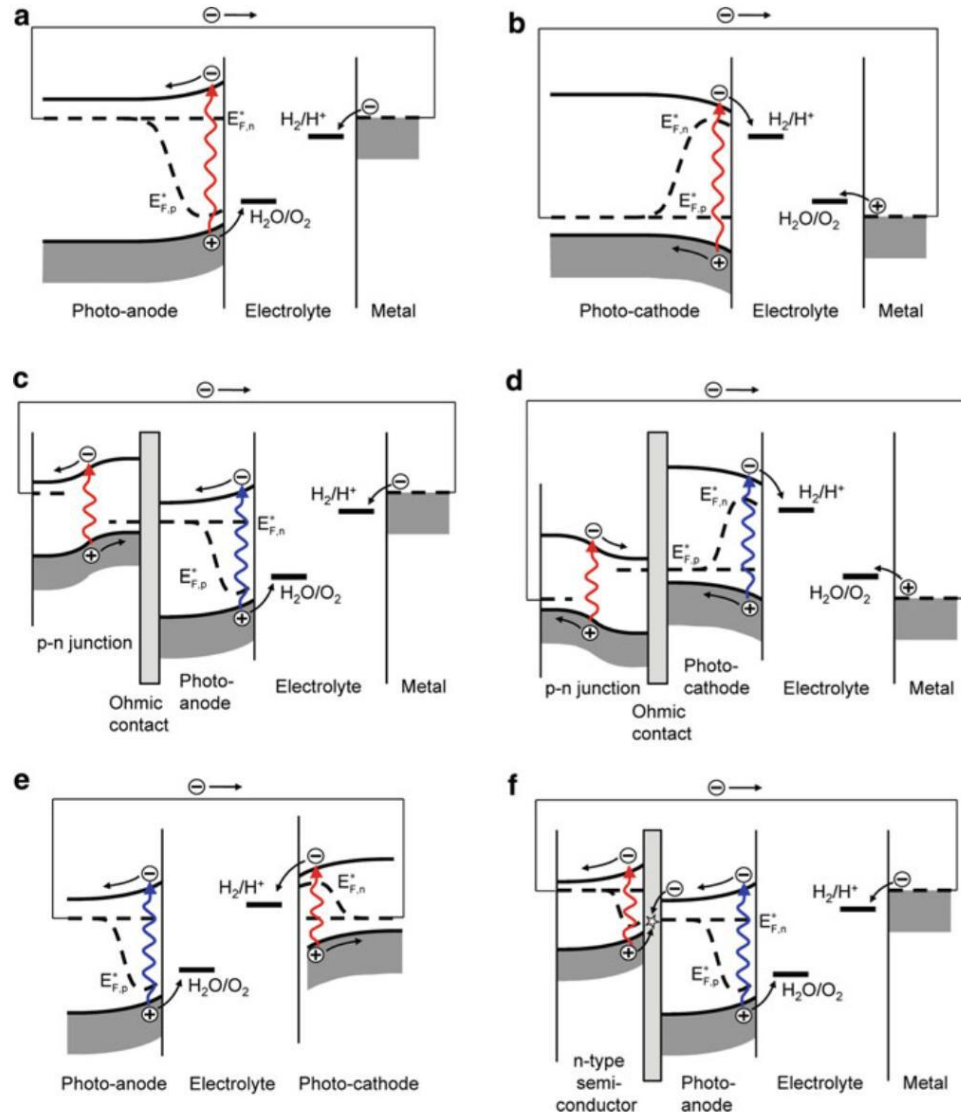 a
⊖ →
⊖
⊖
H₂/H⁺
E*F,n
E*F,p
H₂O/O₂
⊕
Photo-anode Electrolyte Metal
b
⊖ →
⊖
H₂/H⁺
E*F,n
E*F,p
⊕
H₂O/O₂
⊕
Photo-cathode Electrolyte Metal
c
⊖ →
⊖
⊖
⊖
H₂/H⁺
E*F,n
⊕
E*F,p
H₂O/O₂
⊕
p-n junction
Ohmic
contact
Photo-
anode
Electrolyte
Metal
d
⊖ →
⊖
H₂/H⁺
E*F,n
⊖
E*F,p
⊕
H₂O/O₂
⊕
⊕
p-n junction
Ohmic
contact
Photo-
cathode
Electrolyte
Metal
e
⊖ →
⊖
⊖
H₂/H⁺
E*F,n
E*F,p
H₂O/O₂
⊕
⊕
Photo-anode Electrolyte Photo-cathode
f
⊖ →
⊖
⊖
⊖
⊖
H₂/H⁺
E*F,n
⊕
E*F,p
H₂O/O₂
⊕
n-type
semi-
conductor
Photo-
anode
Electrolyte
Metal